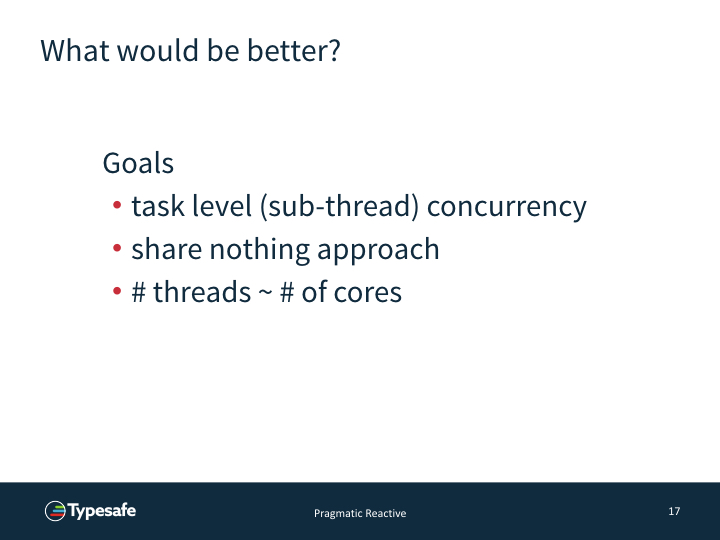 What would be better?
Goals
• task level (sub-thread) concurrency
• share nothing approach
• # threads ~ # of cores
Typesafe
Pragmatic Reactive
17